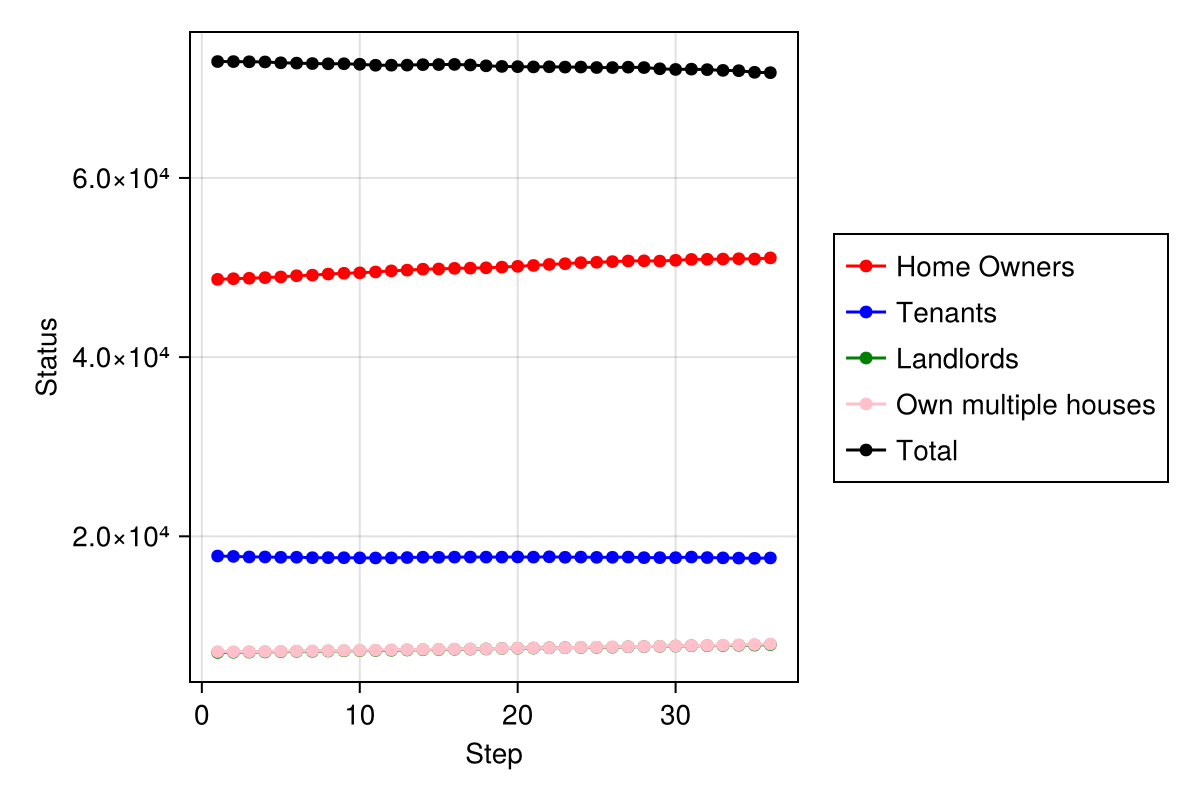 6.0×10⁴
4.0×10⁴
2.0×10⁴
Status
0 10 20 30
Step
Home Owners
Tenants
Landlords
Own multiple houses
Total